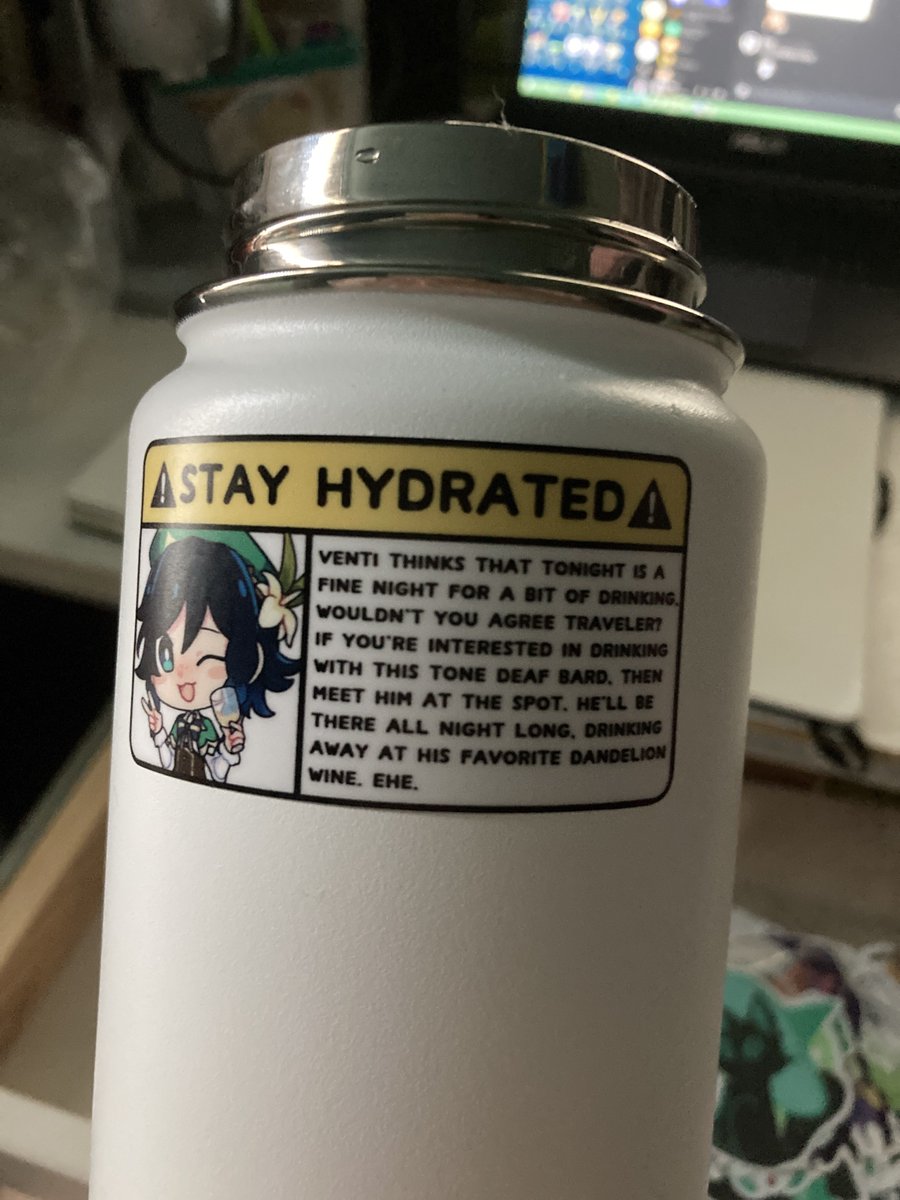 STAY HYDRATED
VENTI THINKS THAT TONIGHT IS A
FINE NIGHT FOR A BIT OF DRINKING.
WOULDN'T YOU AGREE TRAVELER?
IF YOU'RE INTERESTED IN DRINKING
WITH THIS TONE DEAF BARD, THEN
MEET HIM AT THE SPOT. HE'LL BE
THERE ALL NIGHT LONG, DRINKING
AWAY AT HIS FAVORITE DANDELION
WINE. EHE.